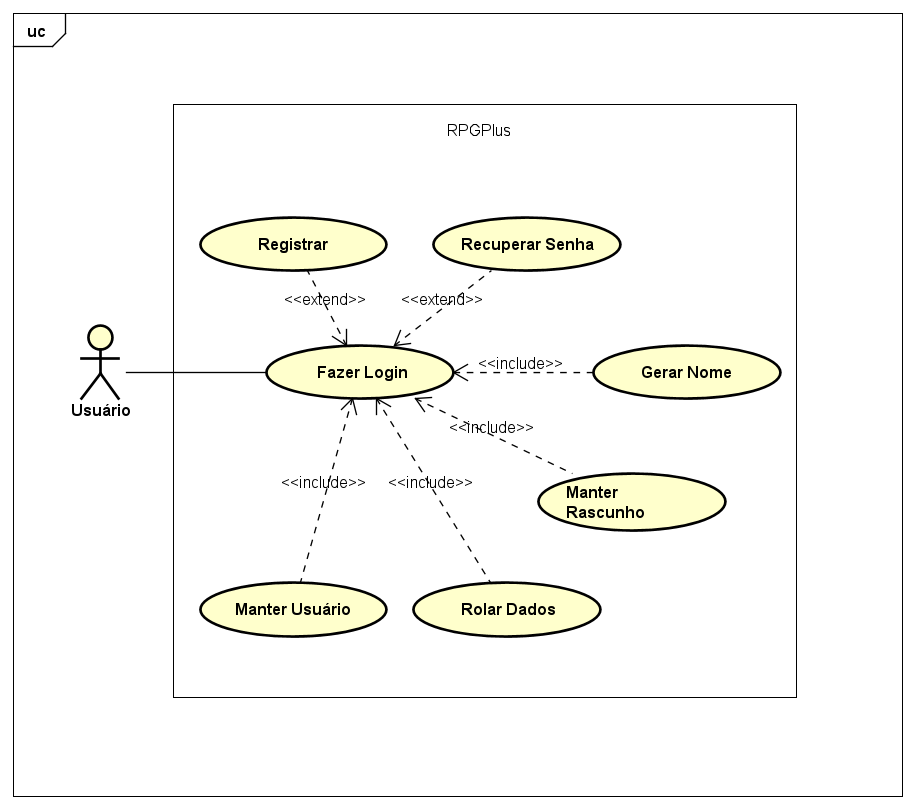 uc
RPGPlus
Registrar
Recuperar Senha
<<extend>>
<<extend>>
Fazer Login
<<include>>
Gerar Nome
Usuário
<<include>>
<<include>>
<<include>>
Manter
Rascunho
Manter Usuário
Rolar Dados